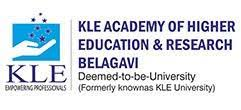 KLE
EMPOWERING PROFESSIONALS
KLE ACADEMY OF HIGHER
EDUCATION & RESEARCH
BELAGAVI
Deemed-to-be-University
(Formerly knownas KLE University)